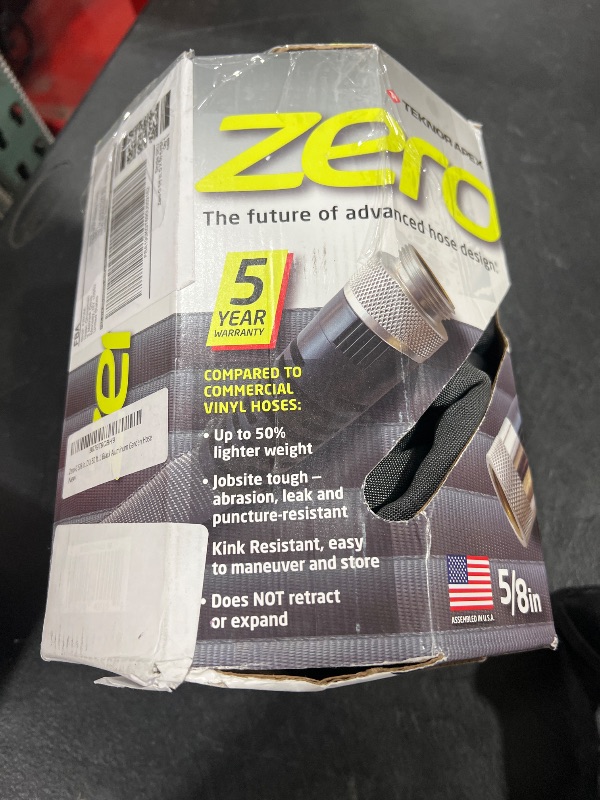 TEKNOR APEX
zero
The future of advanced hose design.
5
YEAR
WARRANTY
COMPARED TO
COMMERCIAL
VINYL HOSES:
• Up to 50%
lighter weight
• Jobsite tough –
abrasion, leak and
puncture-resistant
Kink Resistant, easy
to maneuver and store
• Does NOT retract
or expand
ASSEMBLED IN U.S.A.
5/8in